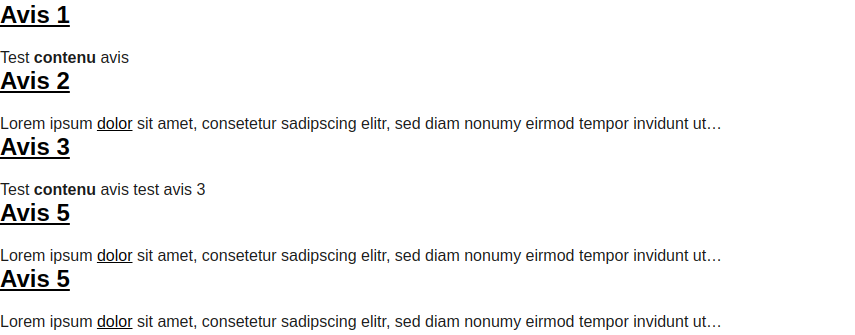 Avis 1
Test contenu avis
Avis 2
Lorem ipsum dolor sit amet, consetetur sadipscing elitr, sed diam nonumy eirmod tempor invidunt ut…
Avis 3
Test contenu avis test avis 3
Avis 5
Lorem ipsum dolor sit amet, consetetur sadipscing elitr, sed diam nonumy eirmod tempor invidunt ut…
Avis 5
Lorem ipsum dolor sit amet, consetetur sadipscing elitr, sed diam nonumy eirmod tempor invidunt ut…